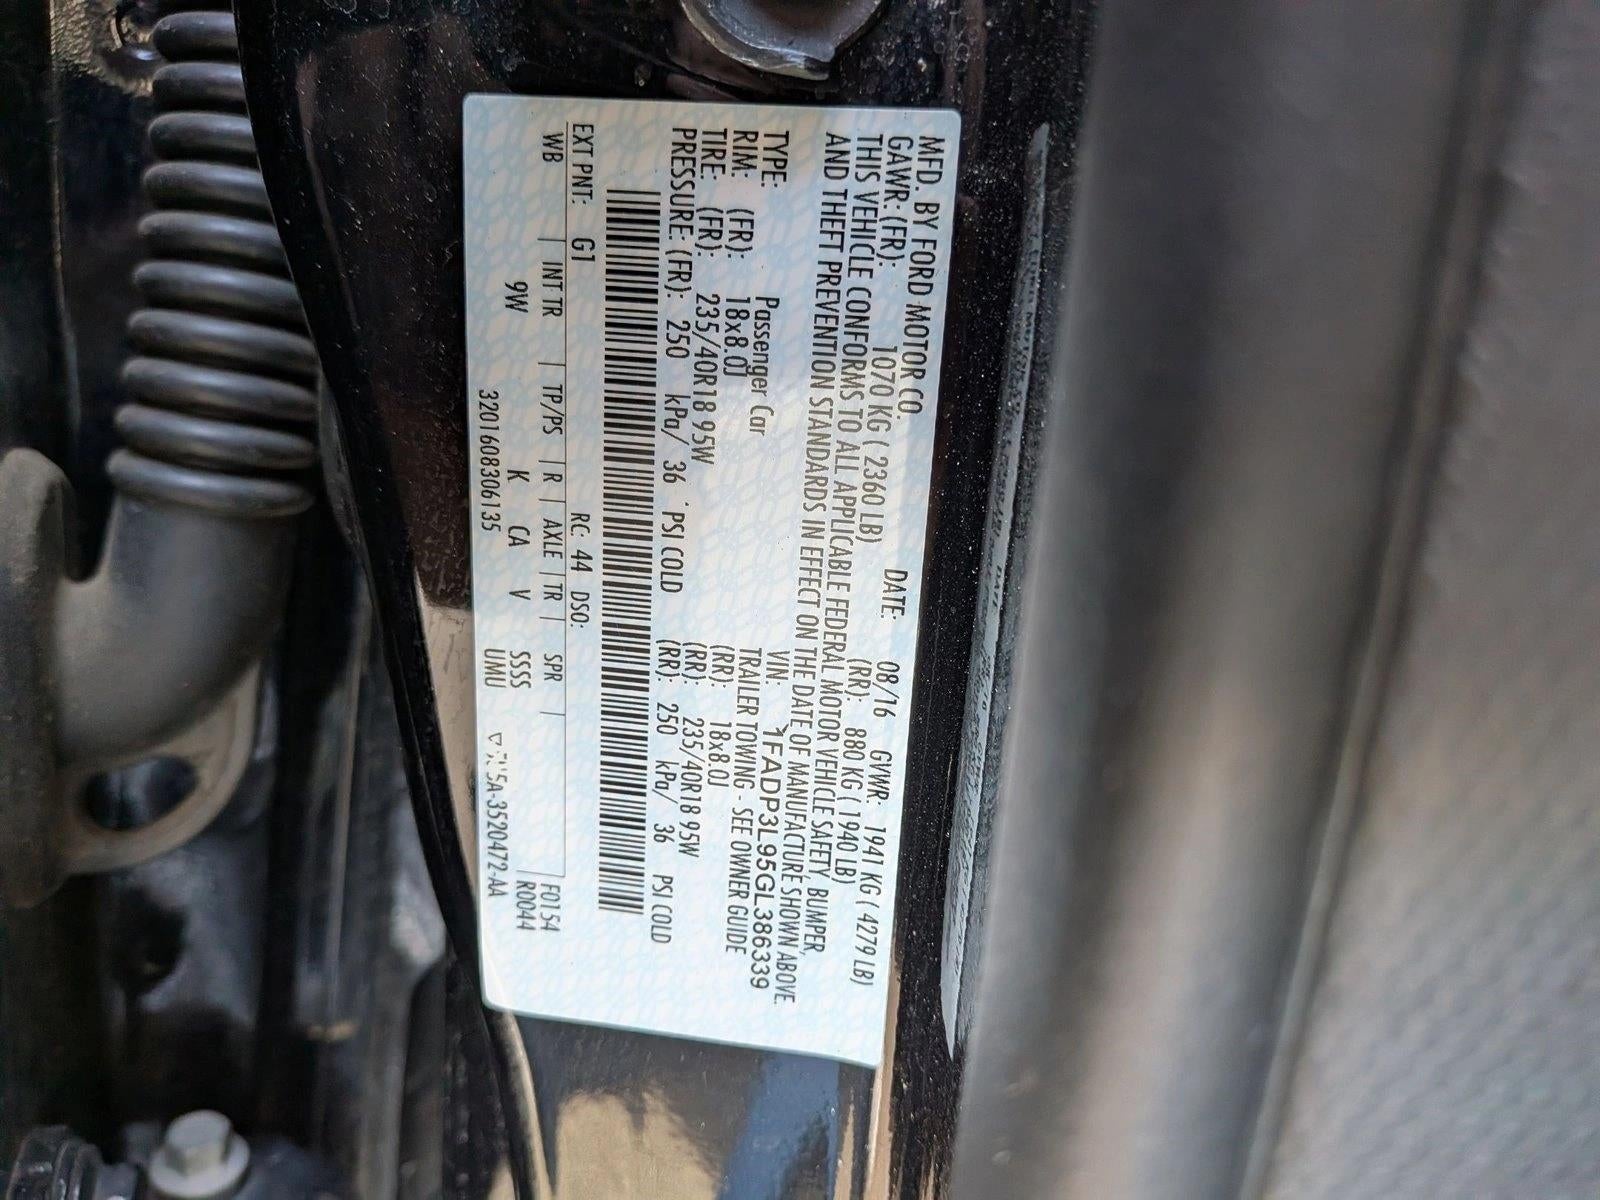 MFD. BY FORD MOTOR CO. DATE: 08/16 GVWR: 1941 KG ( 4279 LB)
GAWR: (FR): 1070 KG ( 2360 LB) (RR): 880 KG ( 1940 LB)
THIS VEHICLE CONFORMS TO ALL APPLICABLE FEDERAL MOTOR VEHICLE SAFETY, BUMPER,
AND THEFT PREVENTION STANDARDS IN EFFECT ON THE DATE OF MANUFACTURE SHOWN ABOVE.
VIN: 1FADP3L95GL386339
TYPE: Passenger Car TRAILER TOWING - SEE OWNER GUIDE
RIM: (FR): 18x8.0J (RR): 18x8.0J
TIRE: (FR): 235/40R18 95W (RR): 235/40R18 95W
PRESSURE: (FR): 250 kPa/ 36 PSI COLD (RR): 250 kPa/ 36 PSI COLD
EXT PNT: G1 RC: 44 DSO:
WB | INT TR | TP/PS | R | AXLE | TR | SPR | F0154
9W K CA V SSSS R0044
3201608306135 UMU 5A-3520472-AA